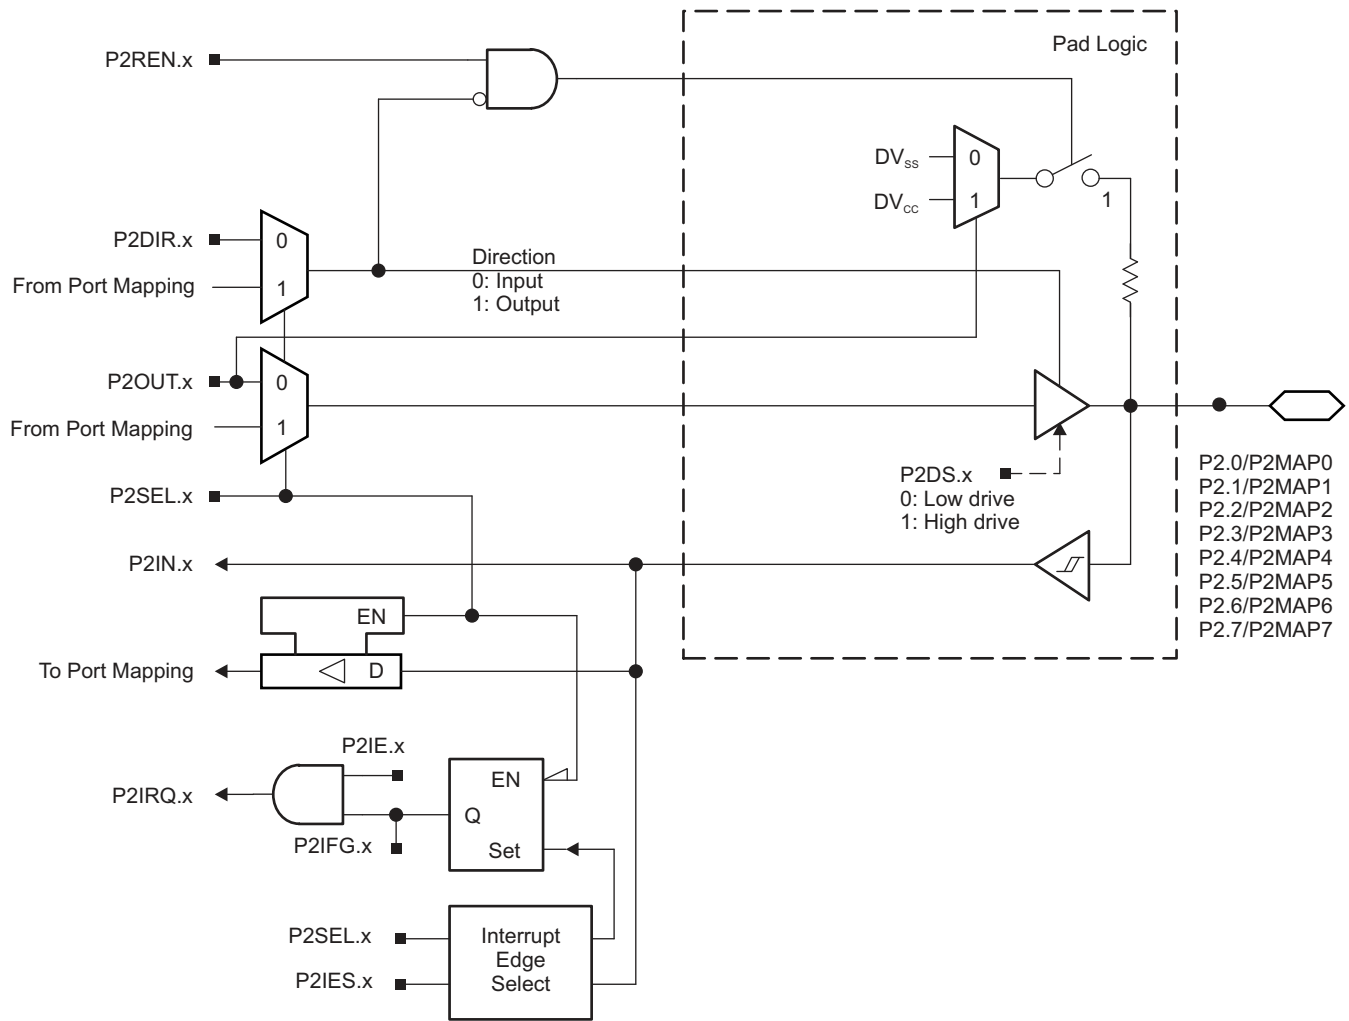 Pad Logic
P2REN.x
DVSS
0
DVCC
1
1
P2DIR.x
0
From Port Mapping
1
Direction
0: Input
1: Output
P2OUT.x
0
From Port Mapping
1
P2SEL.x
P2DS.x
0: Low drive
1: High drive
P2.0/P2MAP0
P2.1/P2MAP1
P2.2/P2MAP2
P2.3/P2MAP3
P2.4/P2MAP4
P2.5/P2MAP5
P2.6/P2MAP6
P2.7/P2MAP7
P2IN.x
EN
To Port Mapping
D
P2IE.x
P2IRQ.x
EN
Q
P2IFG.x
Set
P2SEL.x
P2IES.x
Interrupt
Edge
Select